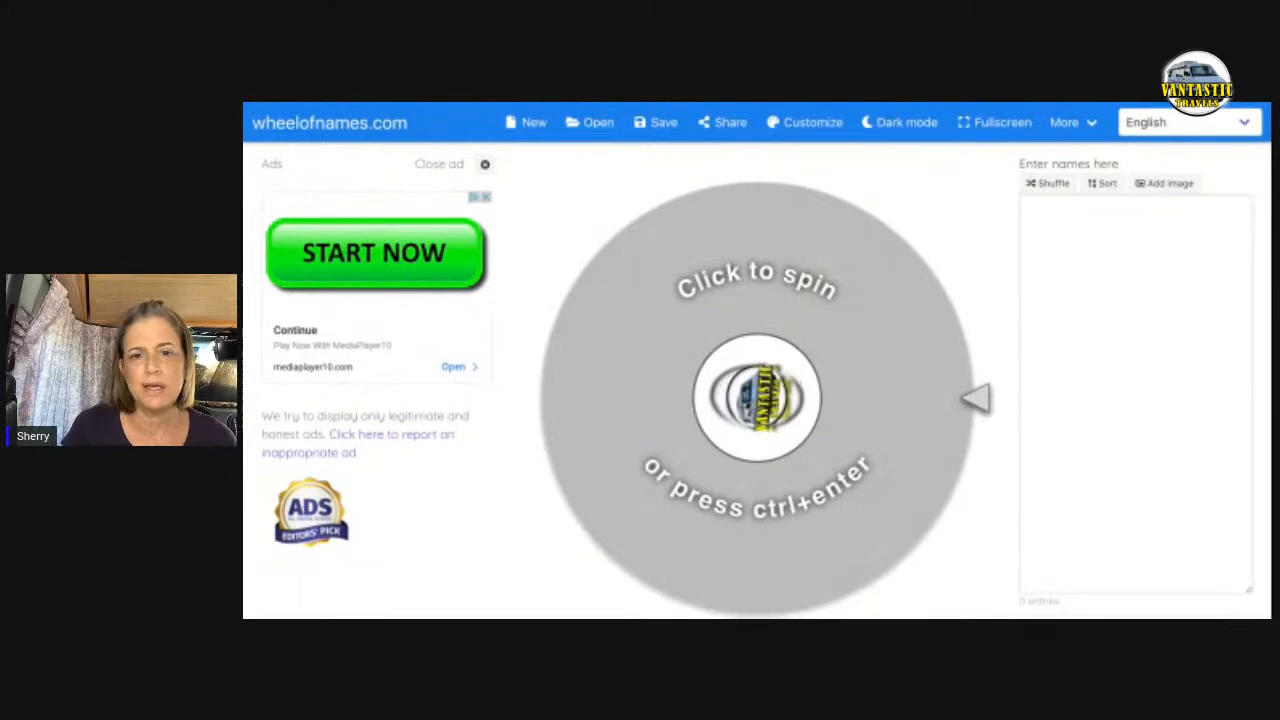 VANTASTIC
TRAVELS
wheelofnames.com
New
Open
Save
Share
Customize
Dark mode
Fullscreen
More
English
Ads
Close ad
START NOW
Continue
Play Now With MediaPlayer10
mediaplayer10.com
Open
We try to display only legitimate and
honest ads. Click here to report an
inappropriate ad.
ADS
EDITORS' PICK
Click to spin
VANTASTIC
or press ctrl+enter
Enter names here
Shuffle
Sort
Add image
0 entries
Sherry